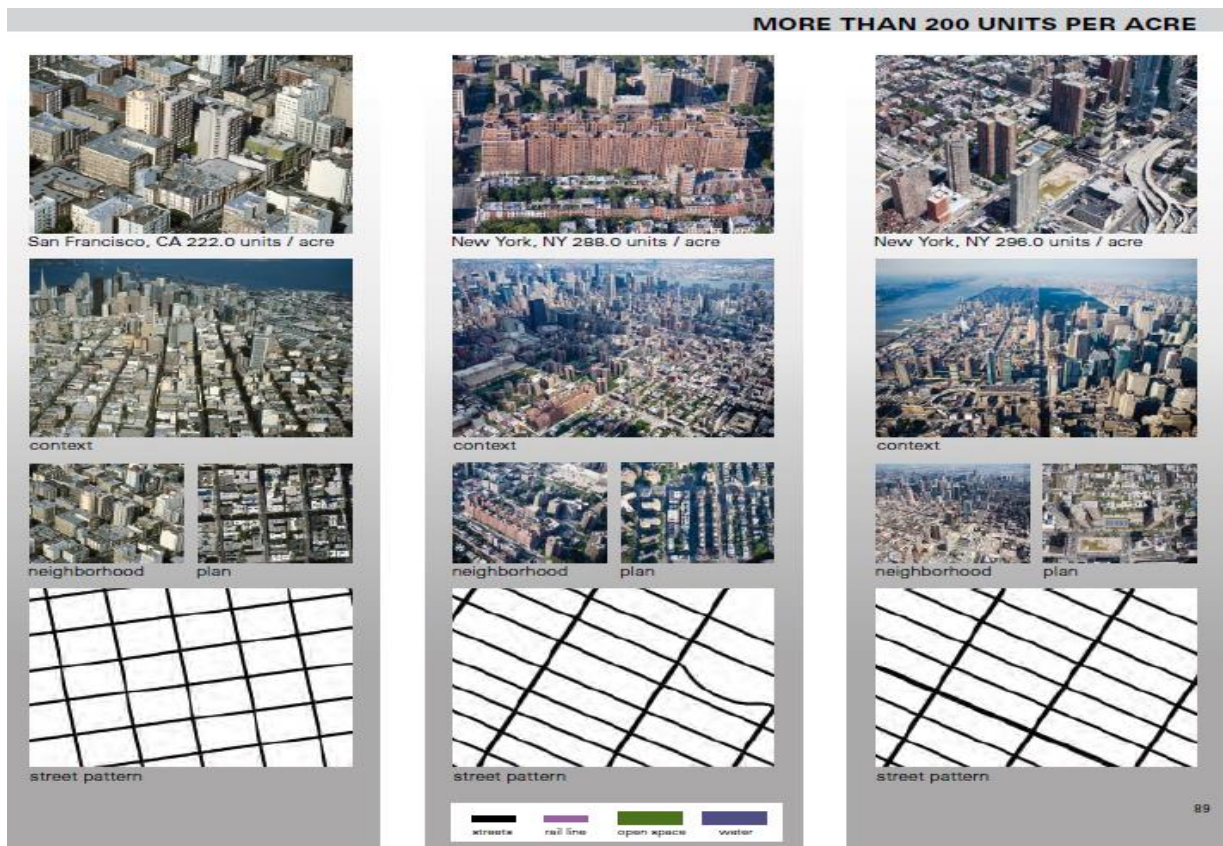 MORE THAN 200 UNITS PER ACRE
San Francisco, CA 222.0 units / acre
context
neighborhood
plan
street pattern
New York, NY 288.0 units / acre
context
neighborhood
plan
street pattern
streets
rail line
open space
water
New York, NY 296.0 units / acre
context
neighborhood
plan
street pattern
89